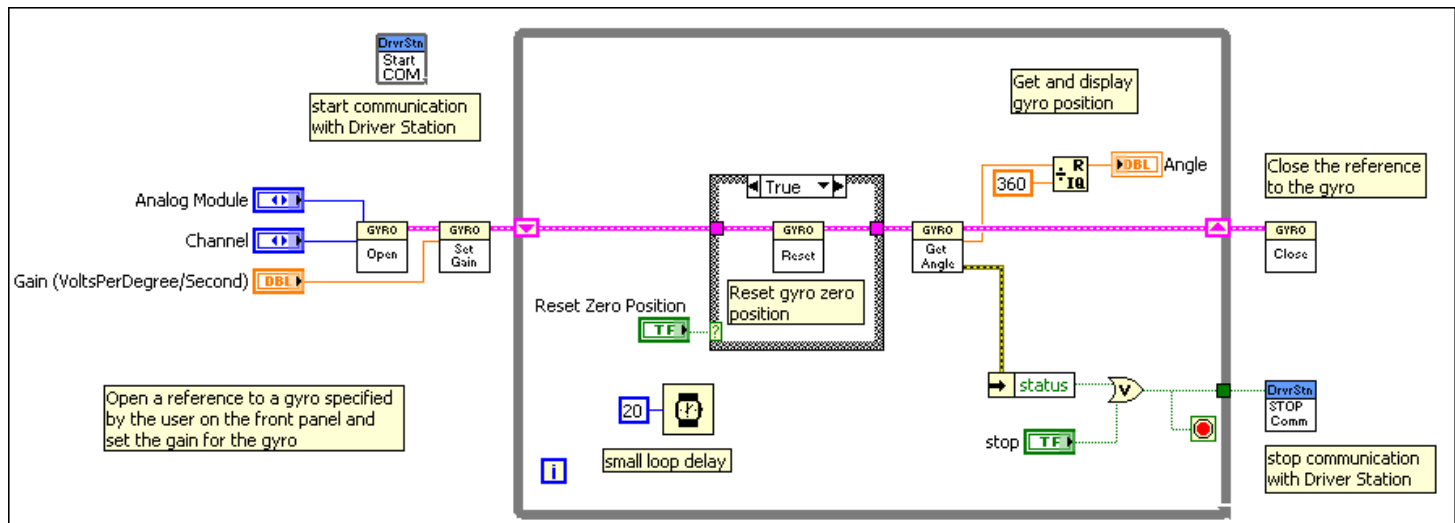 DrvrStn
Start
COM
start communication
with Driver Station
Get and display
gyro position
Close the reference
to the gyro
True
R
IQ
360
DBL
Angle
Analog Module
Channel
Gain (VoltsPerDegree/Second)
DBL
GYRO
Open
GYRO
Set
Gain
GYRO
Reset
GYRO
Get
Angle
GYRO
Close
Reset gyro zero
position
Reset Zero Position
TF
?
Open a reference to a gyro specified
by the user on the front panel and
set the gain for the gyro
20
small loop delay
i
status
V
stop
TF
DrvrStn
STOP
Comm
stop communication
with Driver Station